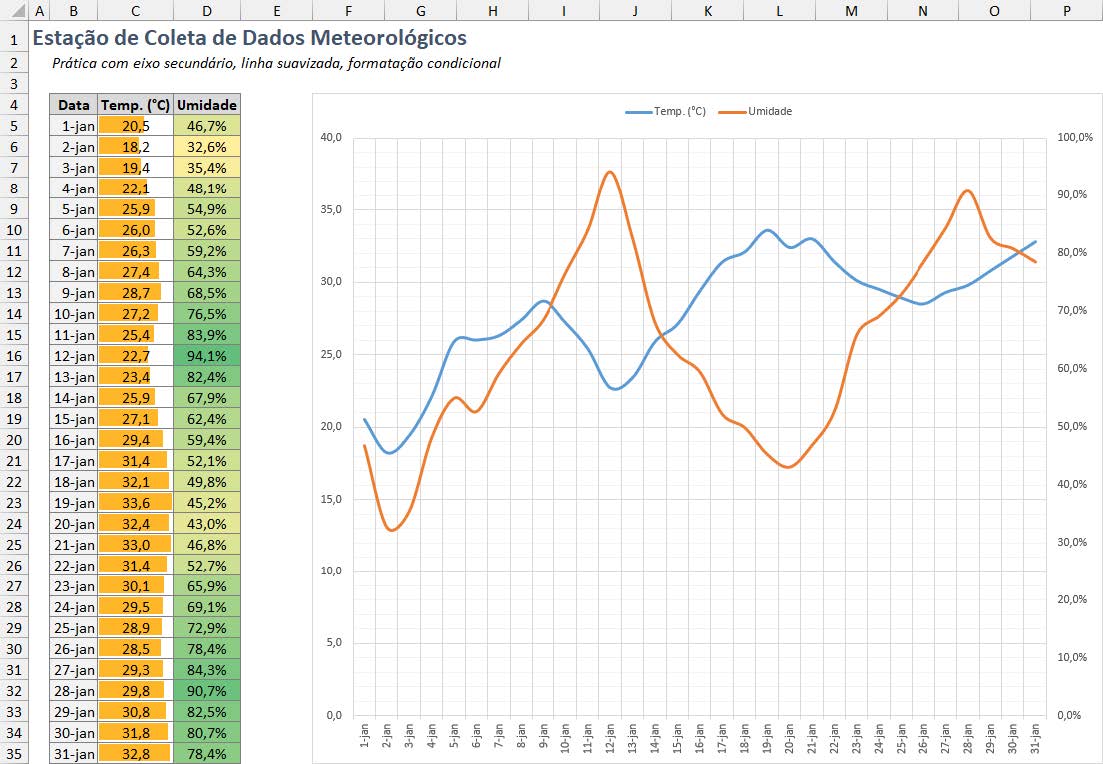 A B C D E F G H I J K L M N O P
1 Estação de Coleta de Dados Meteorológicos
2 Prática com eixo secundário, linha suavizada, formatação condicional
3
4 Data Temp. (°C) Umidade
5 1-jan 20,5 46,7%
6 2-jan 18,2 32,6%
7 3-jan 19,4 35,4%
8 4-jan 22,1 48,1%
9 5-jan 25,9 54,9%
10 6-jan 26,0 52,6%
11 7-jan 26,3 59,2%
12 8-jan 27,4 64,3%
13 9-jan 28,7 68,5%
14 10-jan 27,2 76,5%
15 11-jan 25,4 83,9%
16 12-jan 22,7 94,1%
17 13-jan 23,4 82,4%
18 14-jan 25,9 67,9%
19 15-jan 27,1 62,4%
20 16-jan 29,4 59,4%
21 17-jan 31,4 52,1%
22 18-jan 32,1 49,8%
23 19-jan 33,6 45,2%
24 20-jan 32,4 43,0%
25 21-jan 33,0 46,8%
26 22-jan 31,4 52,7%
27 23-jan 30,1 65,9%
28 24-jan 29,5 69,1%
29 25-jan 28,9 72,9%
30 26-jan 28,5 78,4%
31 27-jan 29,3 84,3%
32 28-jan 29,8 90,7%
33 29-jan 30,8 82,5%
34 30-jan 31,8 80,7%
35 31-jan 32,8 78,4%
Temp. (°C) Umidade
40,0
35,0
30,0
25,0
20,0
15,0
10,0
5,0
0,0
100,0%
90,0%
80,0%
70,0%
60,0%
50,0%
40,0%
30,0%
20,0%
10,0%
0,0%
1-jan 2-jan 3-jan 4-jan 5-jan 6-jan 7-jan 8-jan 9-jan 10-jan 11-jan 12-jan 13-jan 14-jan 15-jan 16-jan 17-jan 18-jan 19-jan 20-jan 21-jan 22-jan 23-jan 24-jan 25-jan 26-jan 27-jan 28-jan 29-jan 30-jan 31-jan